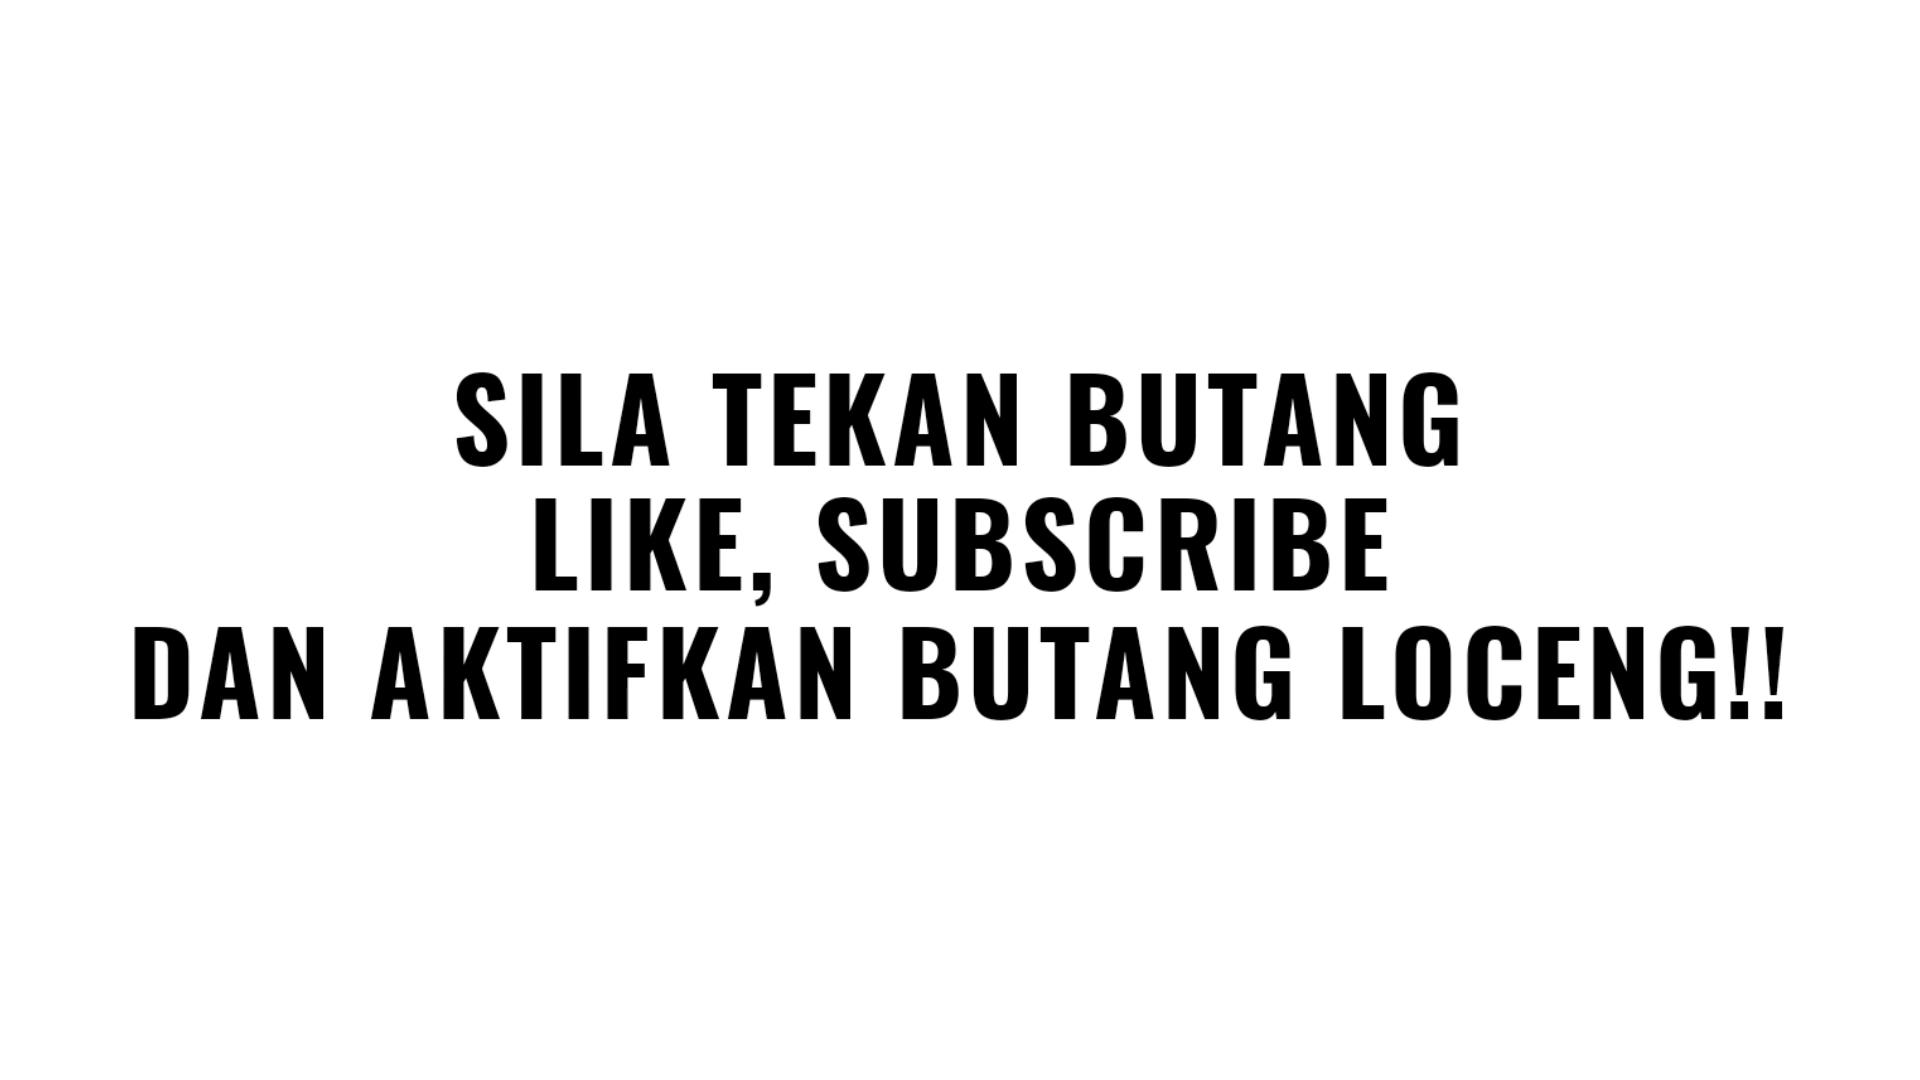 SILA TEKAN BUTANG
LIKE, SUBSCRIBE
DAN AKTIFKAN BUTANG LOCENG!!